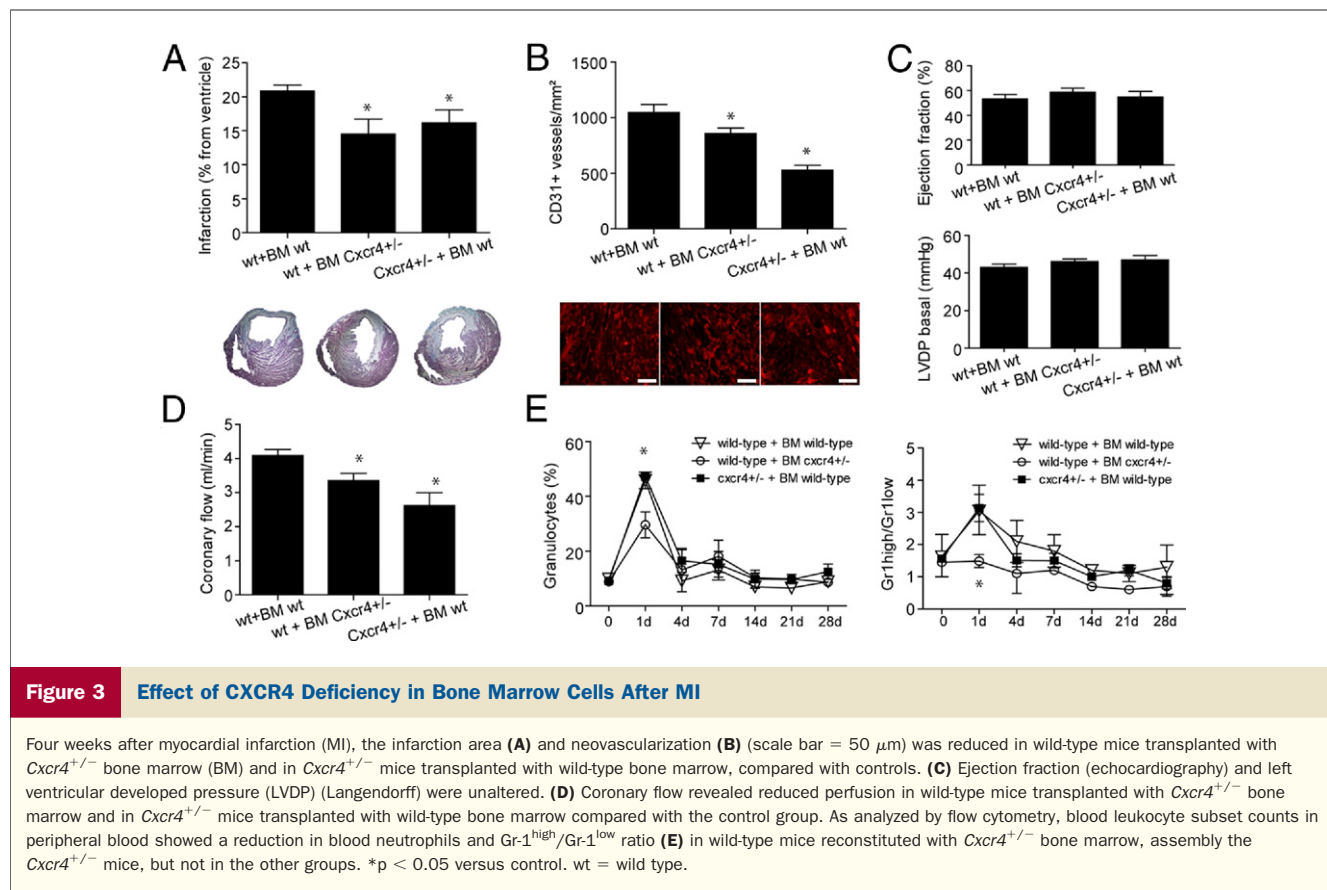 A
Infarction (% from ventricle)
25
20
15
10
5
0
*
*
wt+BM wt
wt + BM Cxcr4+/-
Cxcr4+/- + BM wt
B
CD31+ vessels/mm²
1500
1000
500
0
*
*
wt+BM wt
wt + BM Cxcr4+/-
Cxcr4+/- + BM wt
C
Ejection fraction (%)
80
60
40
20
0
wt+BM wt
wt + BM Cxcr4+/-
Cxcr4+/- + BM wt
LVDP basal (mmHg)
60
40
20
0
wt+BM wt
wt + BM Cxcr4+/-
Cxcr4+/- + BM wt
D
Coronary flow (ml/min)
5
4
3
2
1
0
*
*
wt+BM wt
wt + BM Cxcr4+/-
Cxcr4+/- + BM wt
E
Granulocytes (%)
60
40
20
0
*
wild-type + BM wild-type
wild-type + BM cxcr4+/-
cxcr4+/- + BM wild-type
0 1d 4d 7d 14d 21d 28d
Gr1high/Gr1low
5
4
3
2
1
0
*
wild-type + BM wild-type
wild-type + BM cxcr4+/-
cxcr4+/- + BM wild-type
0 1d 4d 7d 14d 21d 28d
Figure 3 Effect of CXCR4 Deficiency in Bone Marrow Cells After MI
Four weeks after myocardial infarction (MI), the infarction area (A) and neovascularization (B) (scale bar = 50 μm) was reduced in wild-type mice transplanted with
Cxcr4+/− bone marrow (BM) and in Cxcr4+/− mice transplanted with wild-type bone marrow, compared with controls. (C) Ejection fraction (echocardiography) and left
ventricular developed pressure (LVDP) (Langendorff) were unaltered. (D) Coronary flow revealed reduced perfusion in wild-type mice transplanted with Cxcr4+/− bone
marrow and in Cxcr4+/− mice transplanted with wild-type bone marrow compared with the control group. As analyzed by flow cytometry, blood leukocyte subset counts in
peripheral blood showed a reduction in blood neutrophils and Gr-1high/Gr-1low ratio (E) in wild-type mice reconstituted with Cxcr4+/− bone marrow, assembly the
Cxcr4+/− mice, but not in the other groups. *p < 0.05 versus control. wt = wild type.